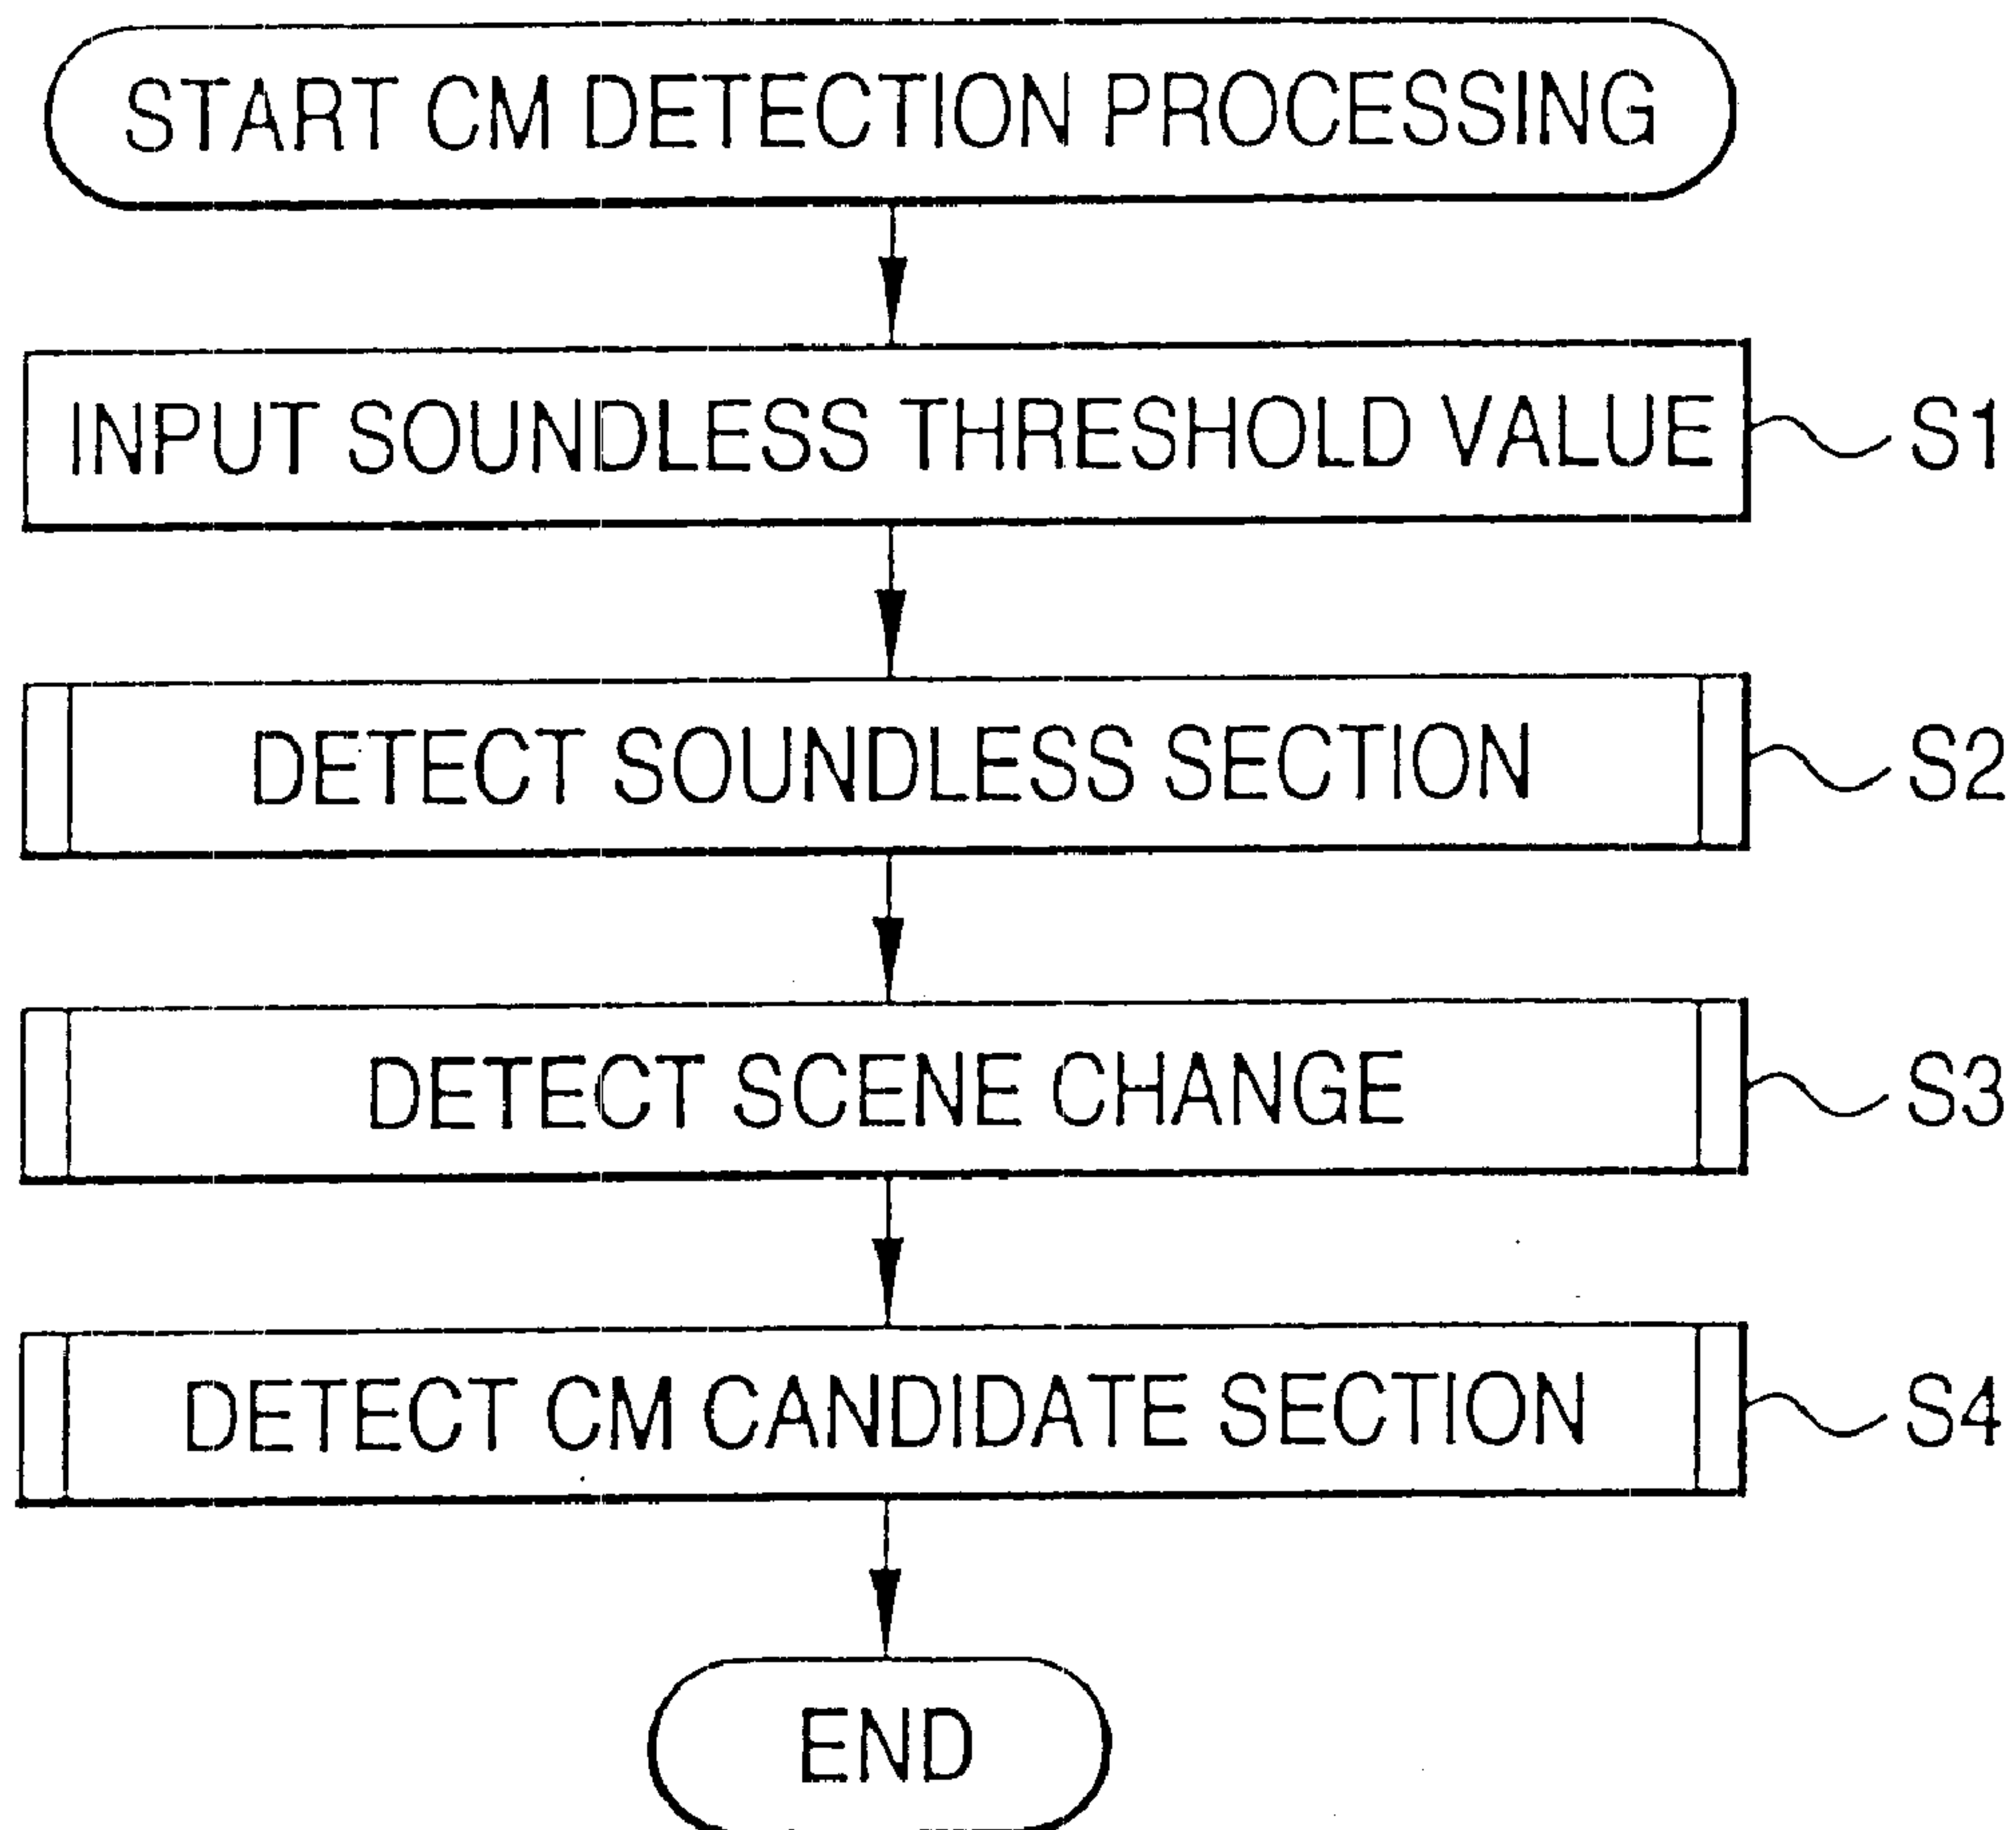 START CM DETECTION PROCESSING
INPUT SOUNDLESS THRESHOLD VALUE S1
DETECT SOUNDLESS SECTION S2
DETECT SCENE CHANGE S3
DETECT CM CANDIDATE SECTION S4
END